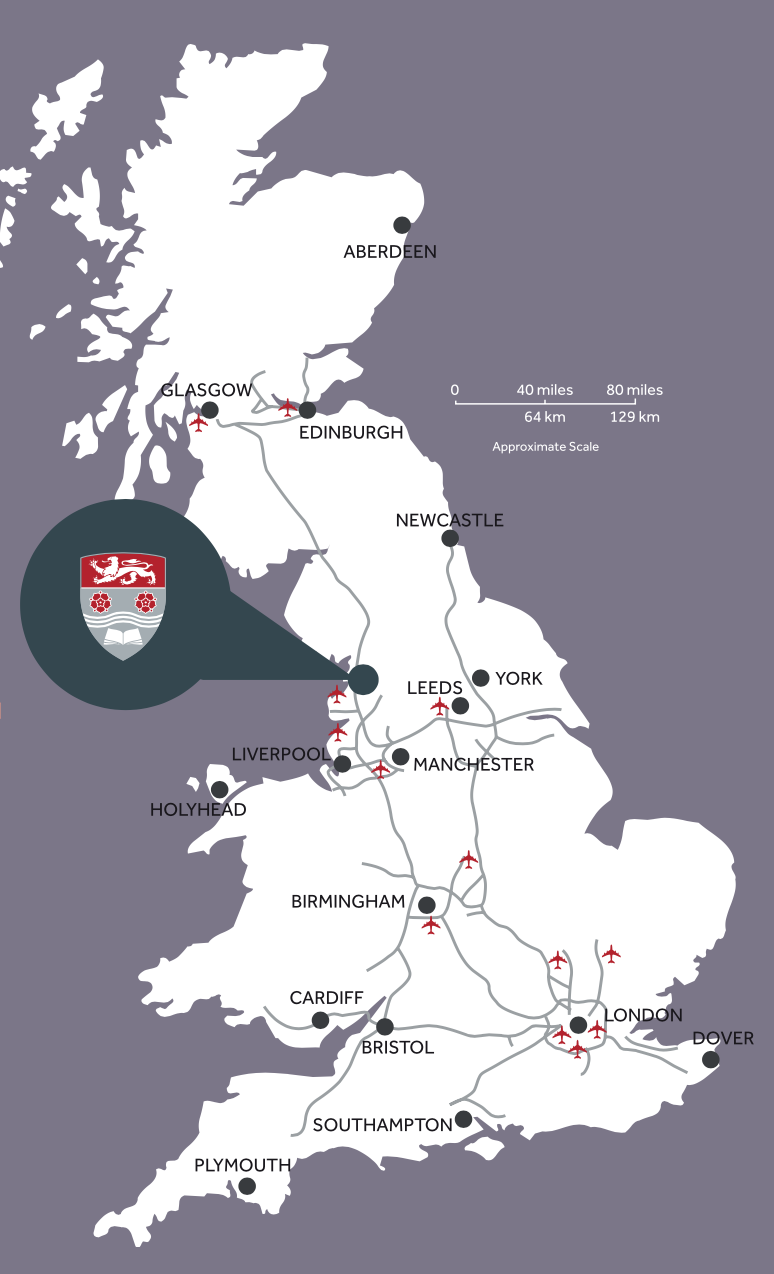 ABERDEEN
GLASGOW
EDINBURGH
0 40 miles 80 miles
64 km 129 km
Approximate Scale
NEWCASTLE
YORK
LEEDS
LIVERPOOL
MANCHESTER
HOLYHEAD
BIRMINGHAM
CARDIFF
LONDON
DOVER
BRISTOL
SOUTHAMPTON
PLYMOUTH